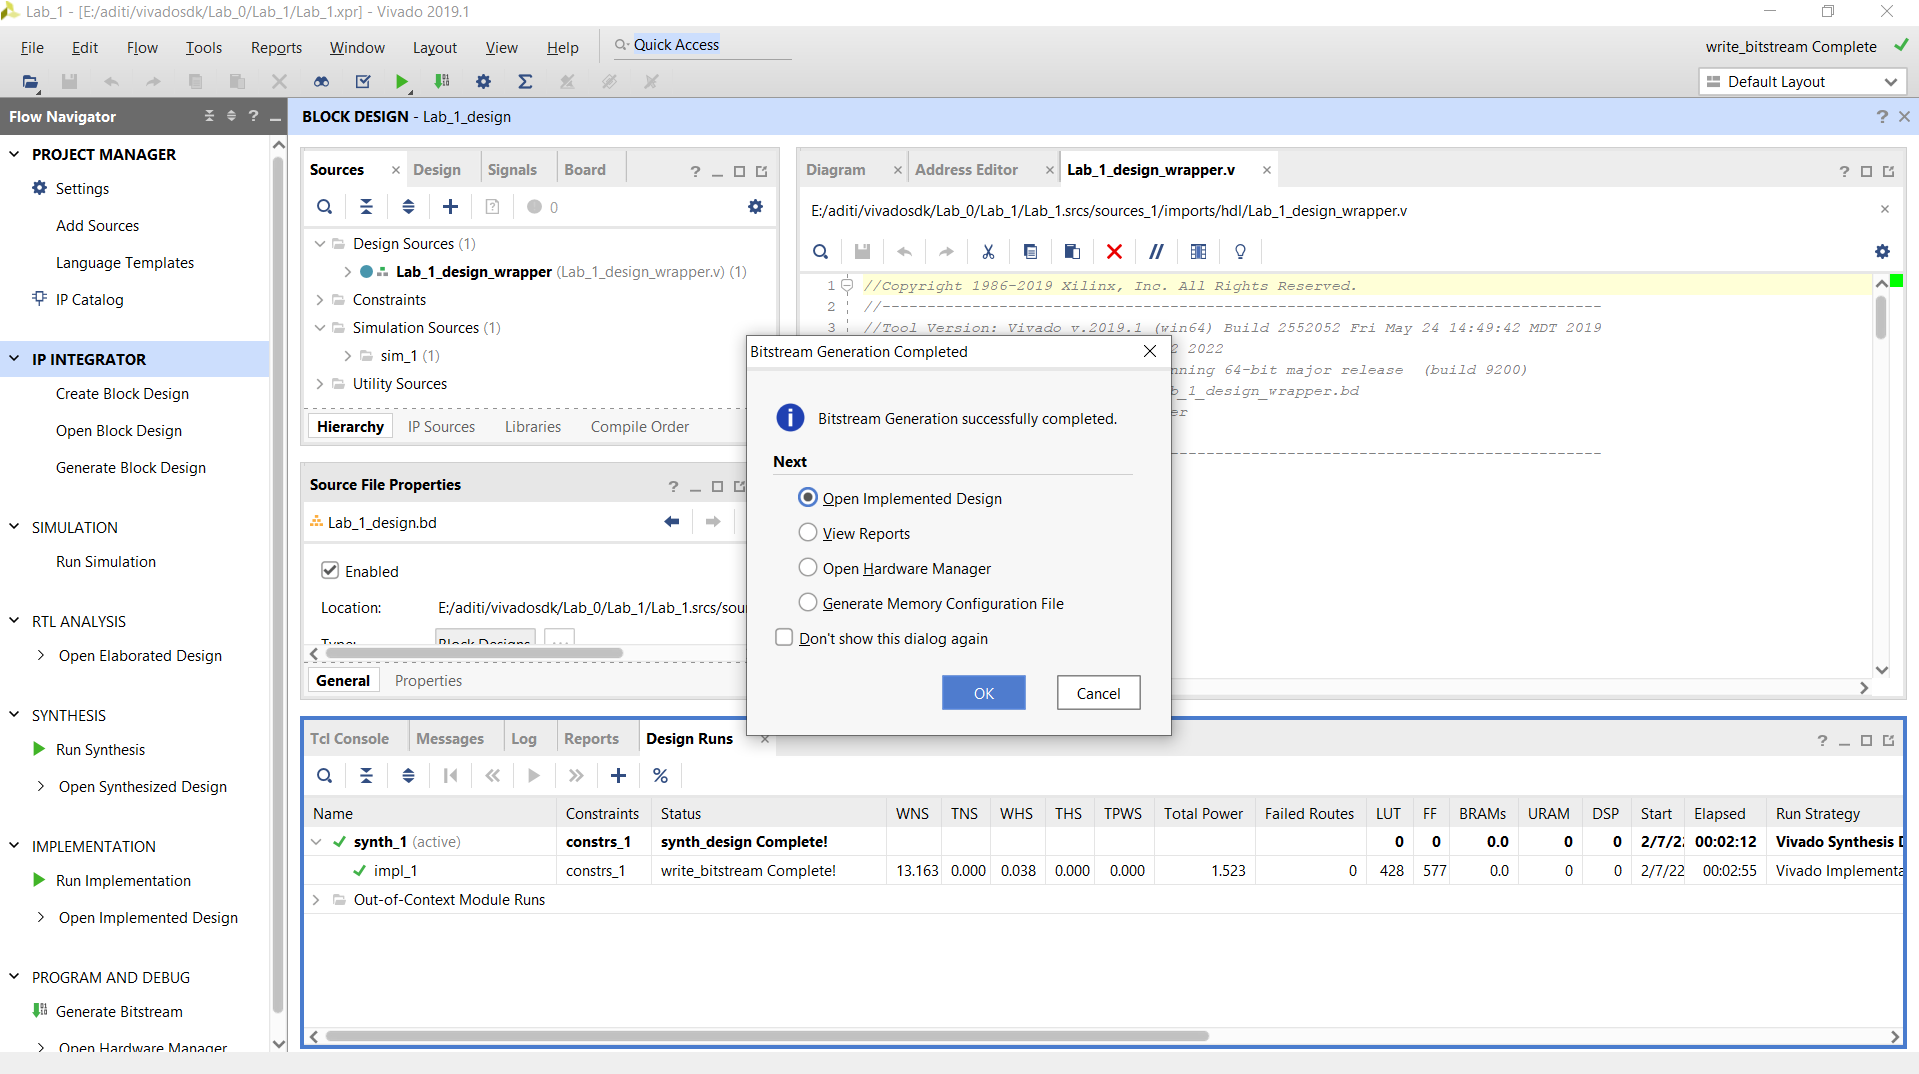 Lab_1 - [E:/aditi/vivadosdk/Lab_0/Lab_1/Lab_1.xpr] - Vivado 2019.1
File Edit Flow Tools Reports Window Layout View Help Quick Access
write_bitstream Complete
Default Layout
Flow Navigator
PROJECT MANAGER
Settings
Add Sources
Language Templates
IP Catalog
IP INTEGRATOR
Create Block Design
Open Block Design
Generate Block Design
SIMULATION
Run Simulation
RTL ANALYSIS
Open Elaborated Design
SYNTHESIS
Run Synthesis
Open Synthesized Design
IMPLEMENTATION
Run Implementation
Open Implemented Design
PROGRAM AND DEBUG
Generate Bitstream
Open Hardware Manager
BLOCK DESIGN - Lab_1_design
Sources Design Signals Board
0
Design Sources (1)
Lab_1_design_wrapper (Lab_1_design_wrapper.v) (1)
Constraints
Simulation Sources (1)
sim_1 (1)
Utility Sources
Hierarchy IP Sources Libraries Compile Order
Source File Properties
Lab_1_design.bd
Enabled
Location: E:/aditi/vivadosdk/Lab_0/Lab_1/Lab_1.srcs/sou
Type: Block Designs
General Properties
Diagram Address Editor Lab_1_design_wrapper.v
E:/aditi/vivadosdk/Lab_0/Lab_1/Lab_1.srcs/sources_1/imports/hdl/Lab_1_design_wrapper.v
1 //Copyright 1986-2019 Xilinx, Inc. All Rights Reserved.
2 //--------------------------------------------------------------------------------
3 //Tool Version: Vivado v.2019.1 (win64) Build 2552052 Fri May 24 14:49:42 MDT 2019
2 2022
nning 64-bit major release (build 9200)
b_1_design_wrapper.bd
er
Bitstream Generation Completed
Bitstream Generation successfully completed.
Next
Open Implemented Design
View Reports
Open Hardware Manager
Generate Memory Configuration File
Don't show this dialog again
OK Cancel
Tcl Console Messages Log Reports Design Runs
Name Constraints Status WNS TNS WHS THS TPWS Total Power Failed Routes LUT FF BRAMs URAM DSP Start Elapsed Run Strategy
synth_1 (active) constrs_1 synth_design Complete! 0 0 0.0 0 0 2/7/22 00:02:12 Vivado Synthesis D
impl_1 constrs_1 write_bitstream Complete! 13.163 0.000 0.038 0.000 0.000 1.523 0 428 577 0.0 0 0 2/7/22 00:02:55 Vivado Implementa
Out-of-Context Module Runs